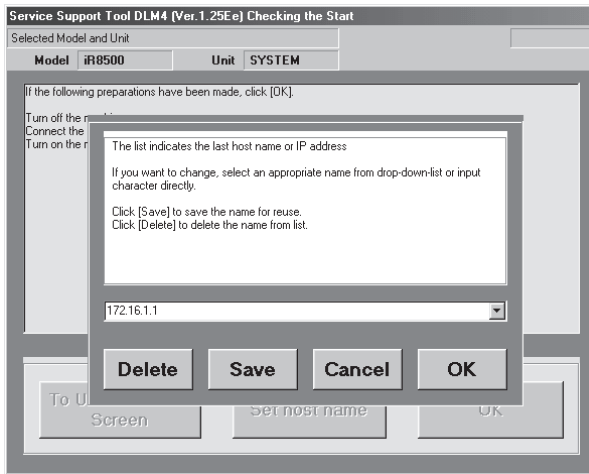 Service Support Tool DLM4 (Ver.1.25Ee) Checking the Start
Selected Model and Unit
Model iR8500 Unit SYSTEM
If the following preparations have been made, click [OK].
Turn off the
Connect the
Turn on the
The list indicates the last host name or IP address
If you want to change, select an appropriate name from drop-down-list or input
character directly.
Click [Save] to save the name for reuse.
Click [Delete] to delete the name from list.
172.16.1.1
Delete Save Cancel OK
To
Screen
Set host name
OK